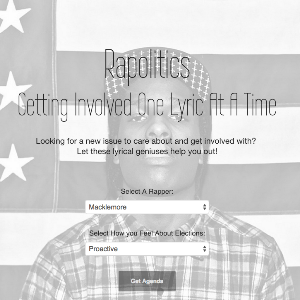 Rapolitics
Getting Involved One Lyric At A Time
Looking for a new issue to care about and get involved with?
Let these lyrical geniuses help you out!
Select A Rapper:
Macklemore
Select How you Feel About Elections:
Proactive
Get Agenda